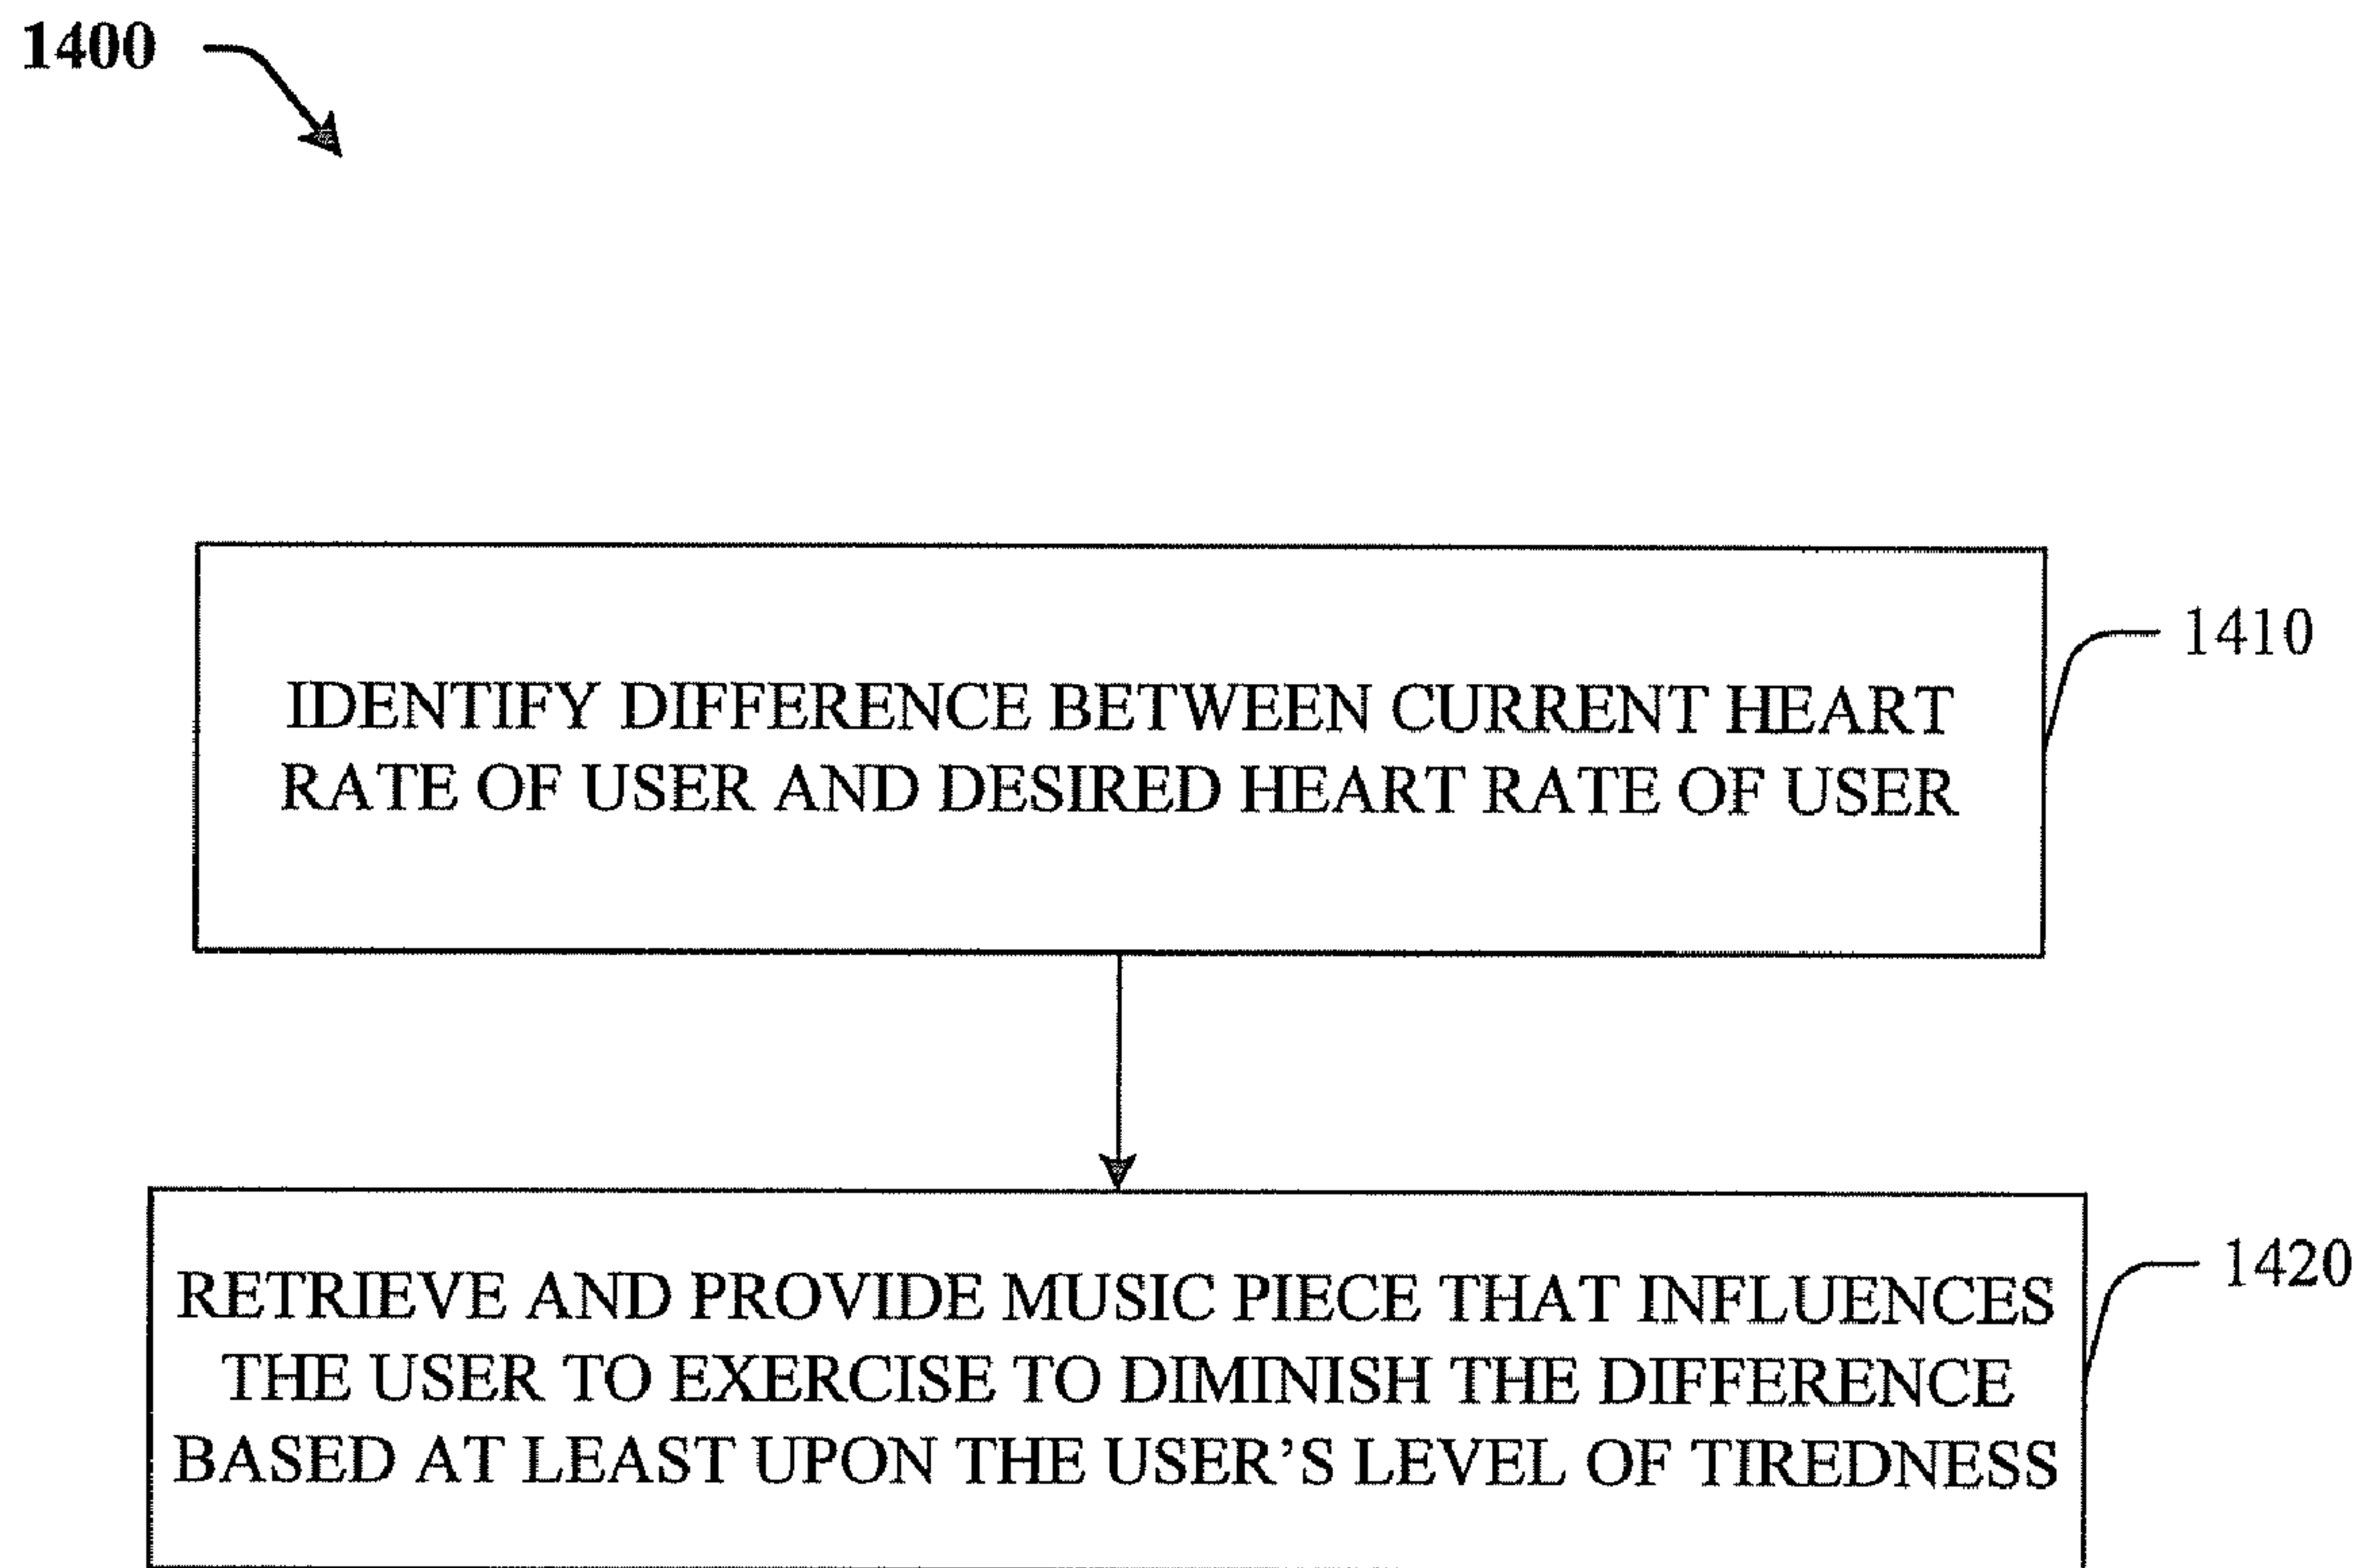 1400
IDENTIFY DIFFERENCE BETWEEN CURRENT HEART
RATE OF USER AND DESIRED HEART RATE OF USER
1410
RETRIEVE AND PROVIDE MUSIC PIECE THAT INFLUENCES
THE USER TO EXERCISE TO DIMINISH THE DIFFERENCE
BASED AT LEAST UPON THE USER'S LEVEL OF TIREDNESS
1420